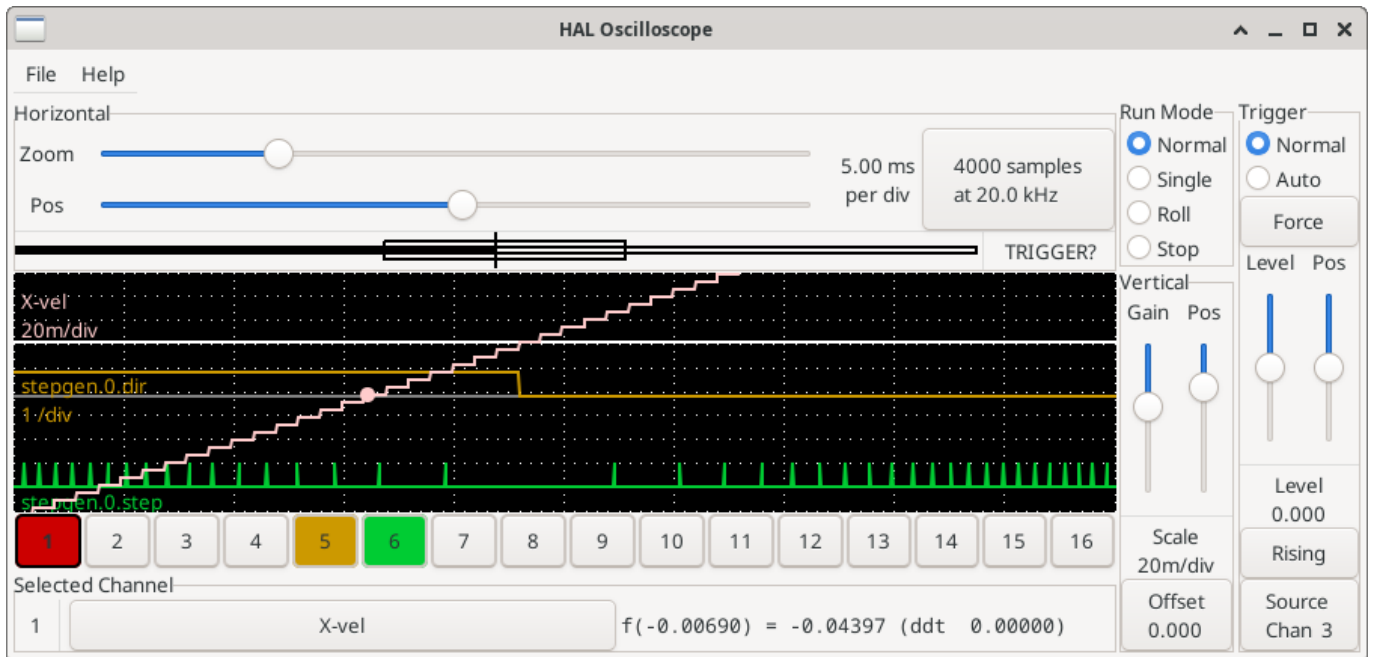 HAL Oscilloscope
File Help
Horizontal
Zoom
Pos
5.00 ms
per div
4000 samples
at 20.0 kHz
TRIGGER?
Run Mode
Normal
Single
Roll
Stop
Trigger
Normal
Auto
Force
Level Pos
Level
0.000
Rising
Source
Chan 3
Vertical
Gain Pos
Scale
20m/div
Offset
0.000
X-vel
20m/div
stepgen.0.dir
1 /div
stepgen.0.step
1 2 3 4 5 6 7 8 9 10 11 12 13 14 15 16
Selected Channel
1 X-vel f(-0.00690) = -0.04397 (ddt 0.00000)